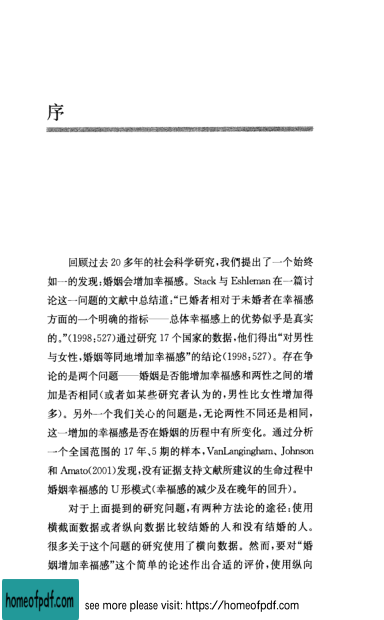 序
回顾过去 20 多年的社会科学研究,我们提出了一个始终
如一的发现:婚姻会增加幸福感。Stack 与 Eshleman 在一篇讨
论这一问题的文献中总结道:“已婚者相对于未婚者在幸福感
方面的一个明确的指标——总体幸福感上的优势似乎是真实
的。”(1998:527)通过研究 17 个国家的数据,他们得出“对男性
与女性,婚姻等同地增加幸福感”的结论(1998:527)。存在争
论的是两个问题——婚姻是否能增加幸福感和两性之间的增
加是否相同(或者如某些研究者认为的,男性比女性增加得
多)。另外一个我们关心的问题是,无论两性不同还是相同,
这一增加的幸福感是否在婚姻的历程中有所变化。通过分析
一个全国范围的 17 年、5 期的样本,VanLangingham、Johnson
和 Amato(2001)发现,没有证据支持文献所建议的生命过程中
婚姻幸福感的 U 形模式(幸福感的减少及在晚年的回升)。
对于上面提到的研究问题,有两种方法论的途径:使用
横截面数据或者纵向数据比较结婚的人和没有结婚的人。
很多关于这个问题的研究使用了横向数据。然而,要对“婚
姻增加幸福感”这个简单的论述作出合适的评价,使用纵向
homeofpdf.com
see more please visit: https://homeofpdf.com